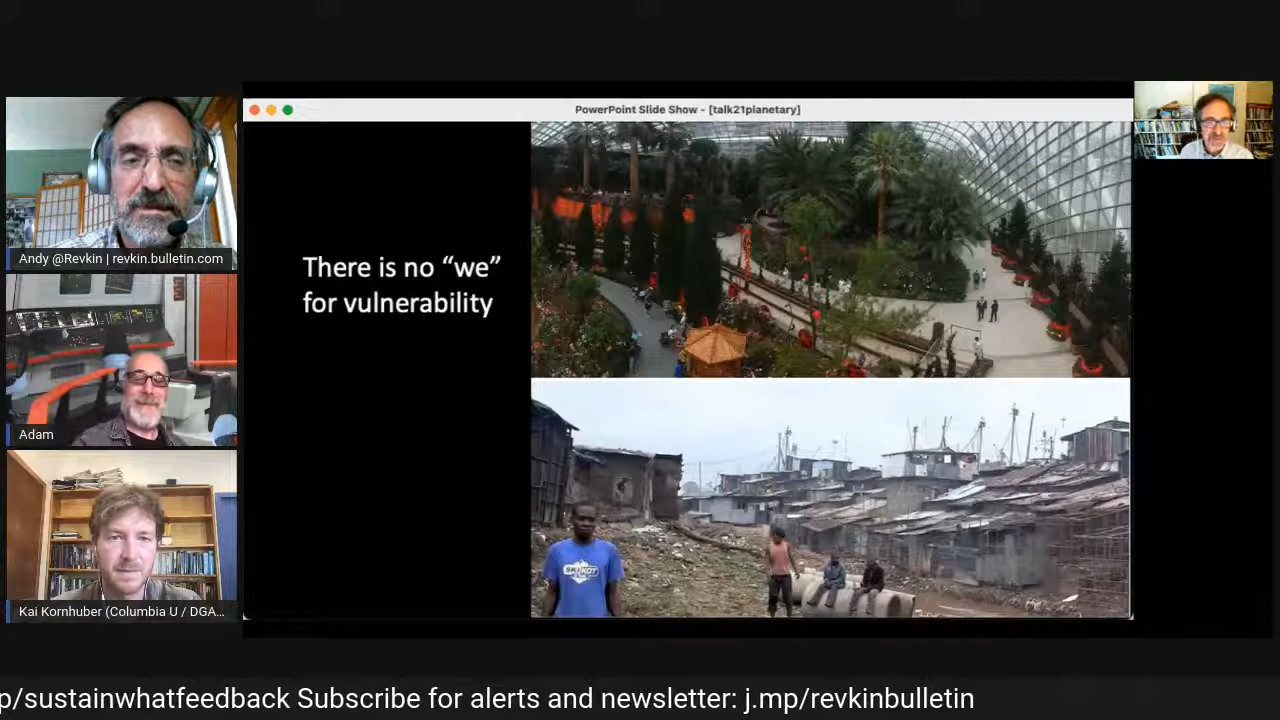 PowerPoint Slide Show - [talk21planetary]
There is no “we”
for vulnerability
Andy @Revkin | revkin.bulletin.com
Adam
Kai Kornhuber (Columbia U / DGA...
p/sustainwhatfeedback Subscribe for alerts and newsletter: j.mp/revkinbulletin